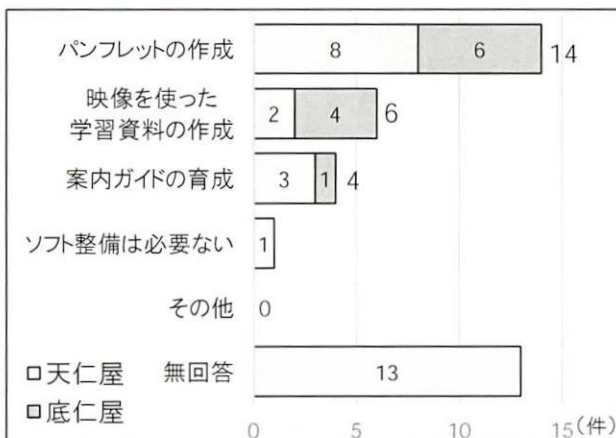 パンフレットの作成
8
6
14
映像を使った
学習資料の作成
2
4
6
案内ガイドの育成
3
1
4
ソフト整備は必要ない
1
その他
0
無回答
13
□天仁屋
□底仁屋
0
5
10
15(件)